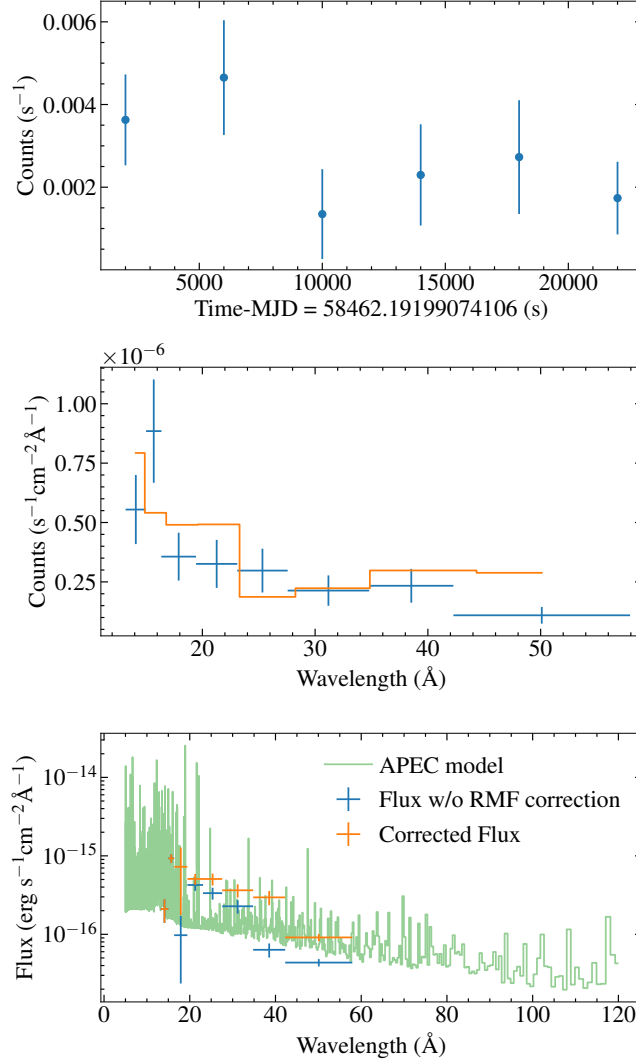 0.006
0.004
0.002
Counts (s⁻¹)
5000 10000 15000 20000
Time-MJD = 58462.19199074106 (s)
×10⁻⁶
1.00
0.75
0.50
0.25
Counts (s⁻¹cm⁻²Å⁻¹)
20 30 40 50
Wavelength (Å)
10⁻¹⁴
10⁻¹⁵
10⁻¹⁶
Flux (erg s⁻¹cm⁻²Å⁻¹)
APEC model
Flux w/o RMF correction
Corrected Flux
0 20 40 60 80 100 120
Wavelength (Å)